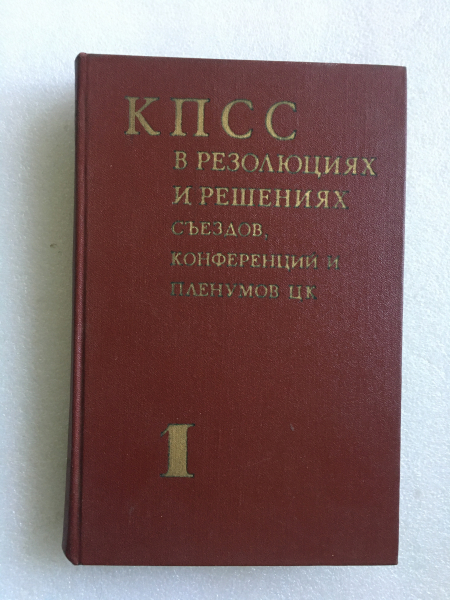 КПСС
В РЕЗОЛЮЦИЯХ
И РЕШЕНИЯХ
СЪЕЗДОВ,
КОНФЕРЕНЦИЙ И
ПЛЕНУМОВ ЦК
1